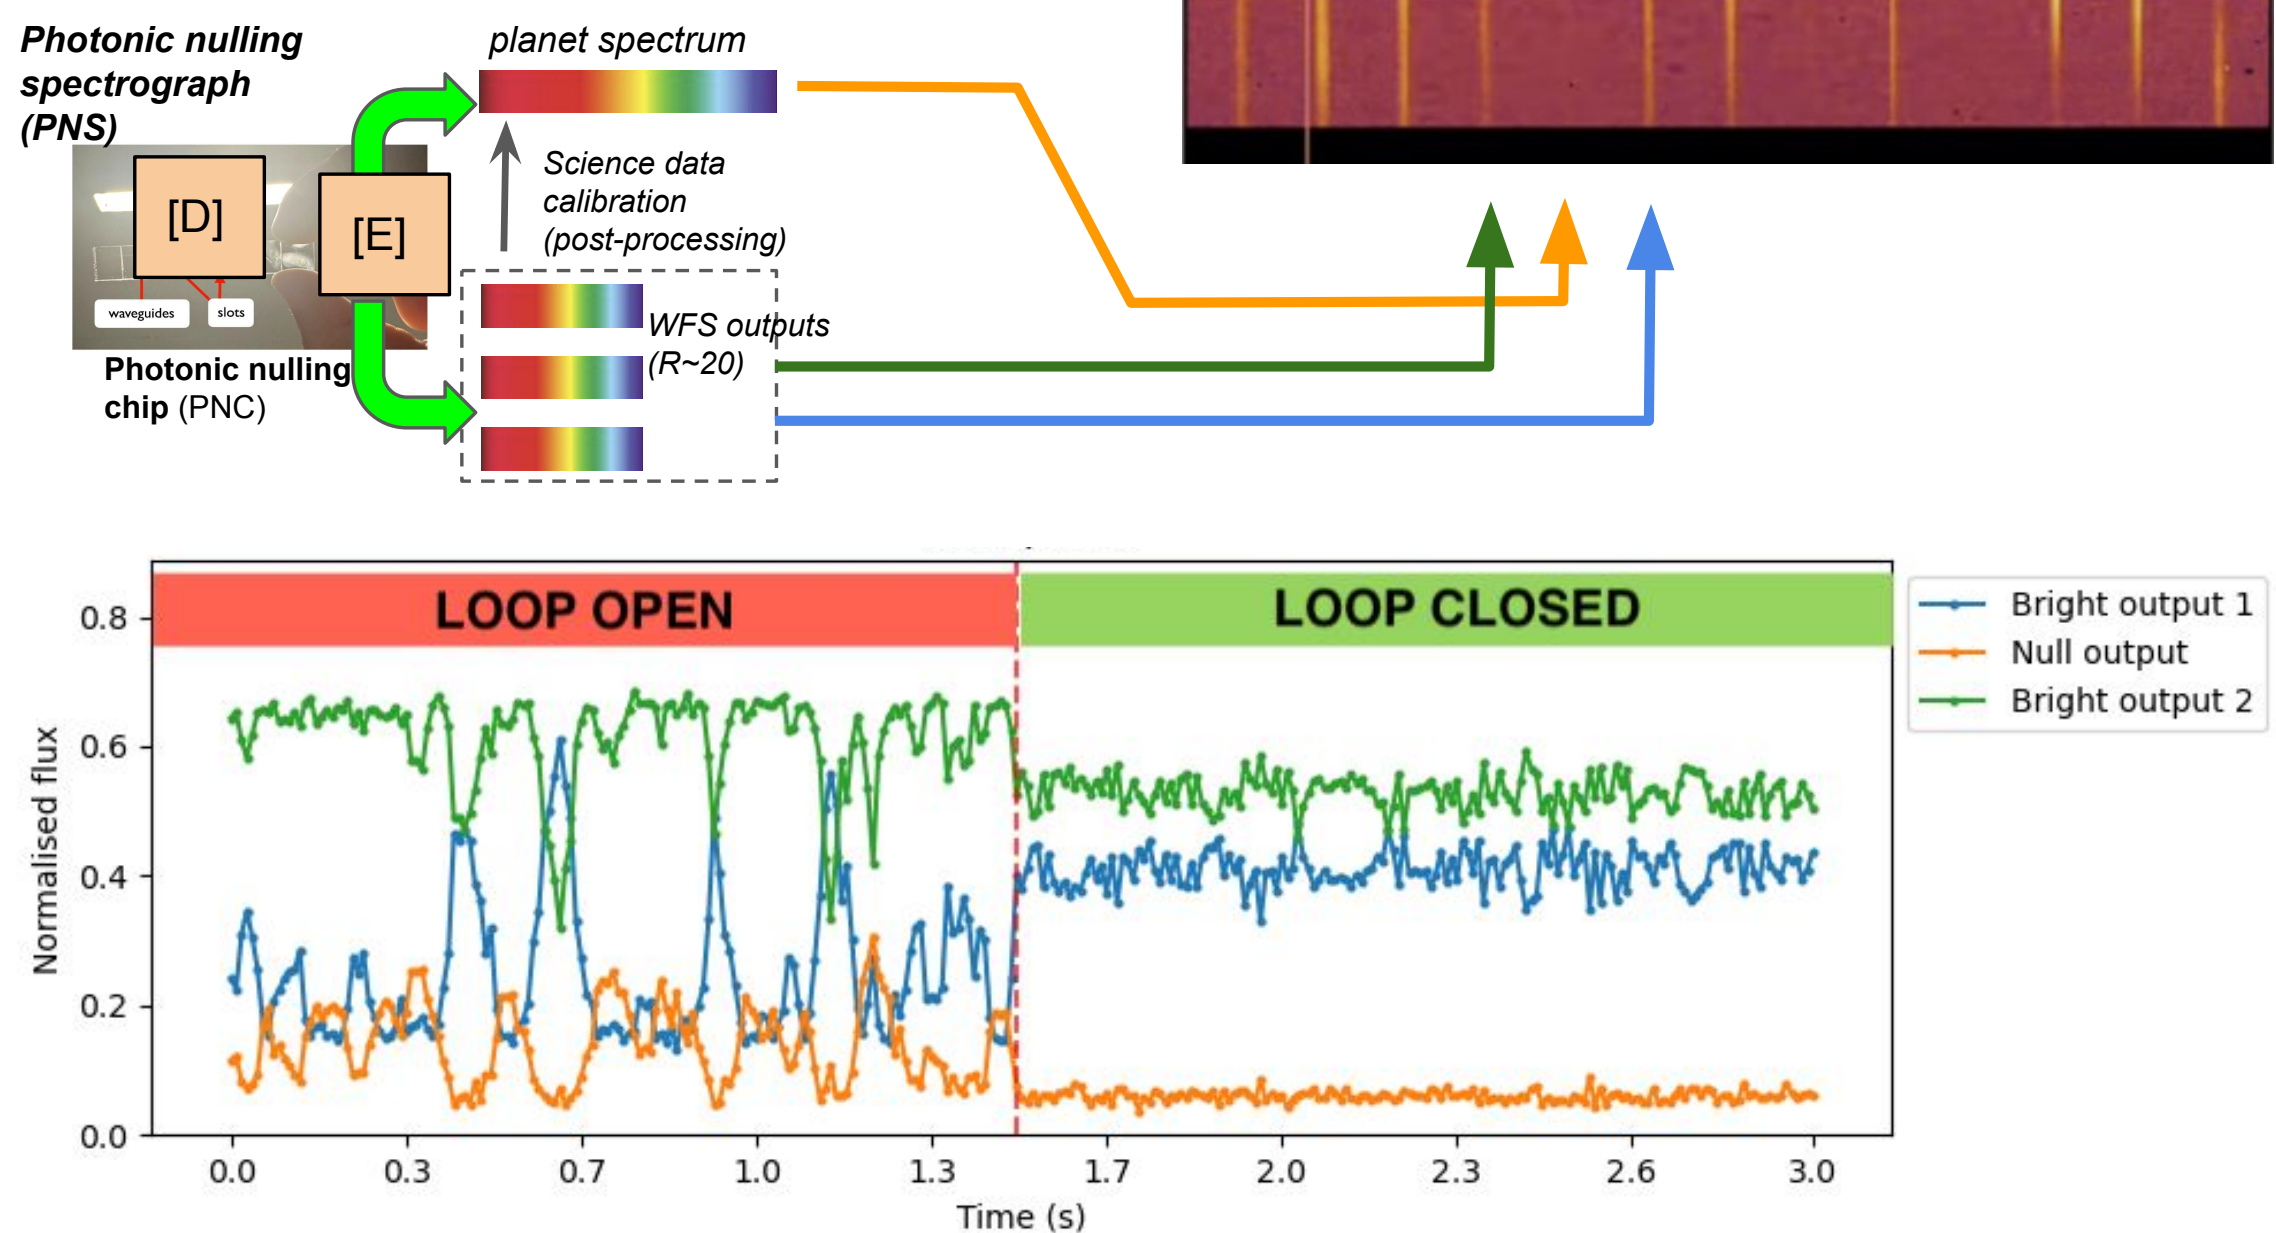 Photonic nulling
spectrograph
(PNS)
planet spectrum
[D]
[E]
waveguides
slots
Science data
calibration
(post-processing)
WFS outputs
(R~20)
Photonic nulling
chip (PNC)
LOOP OPEN
LOOP CLOSED
Bright output 1
Null output
Bright output 2
Normalised flux
0.8
0.6
0.4
0.2
0.0
0.0 0.3 0.7 1.0 1.3 1.7 2.0 2.3 2.6 3.0
Time (s)